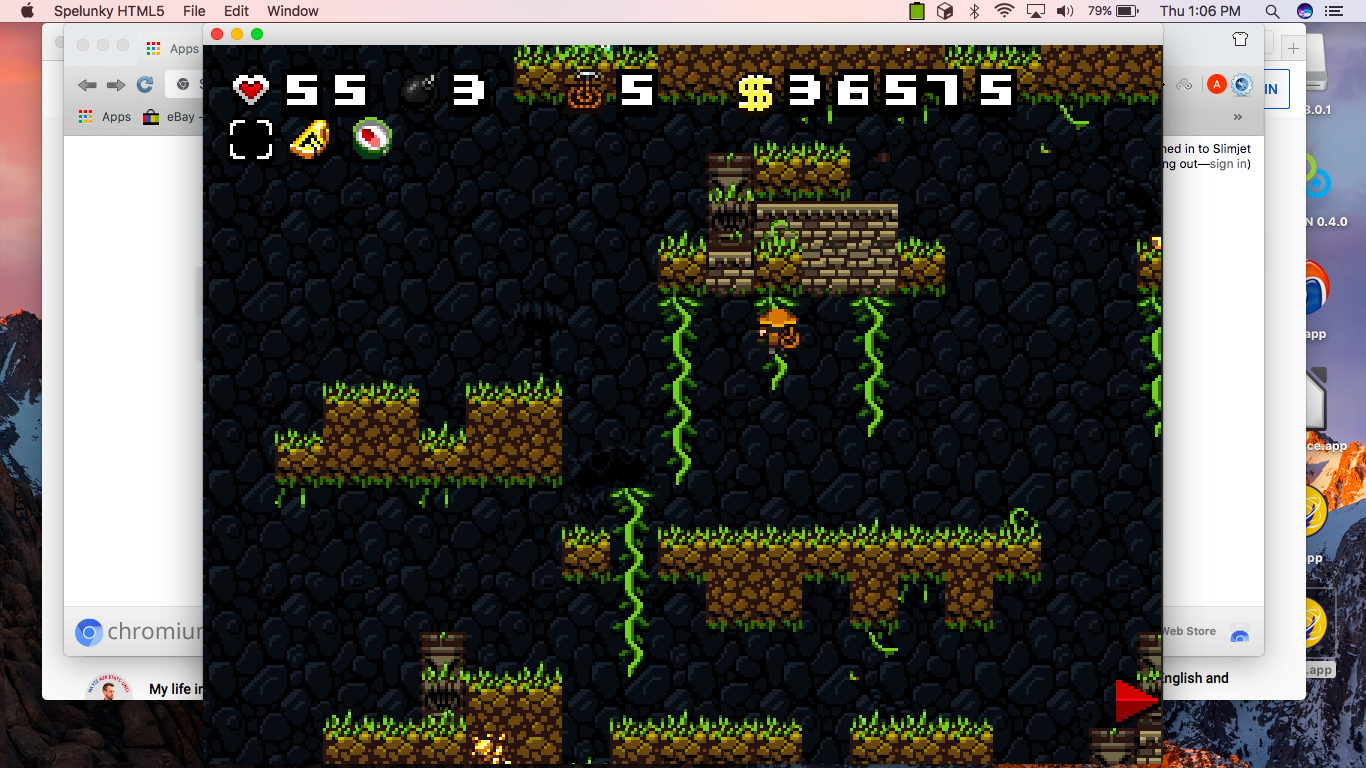 Spelunky HTML5 File Edit Window 79% Thu 1:06 PM
Apps
IN
3.0.1
55 3 5 $36575
A
Apps eBay
»
ned in to Slimjet
ng out—sign in)
N 0.4.0
app
ce.app
pp
chromium
Web Store
.app
My life in
English and